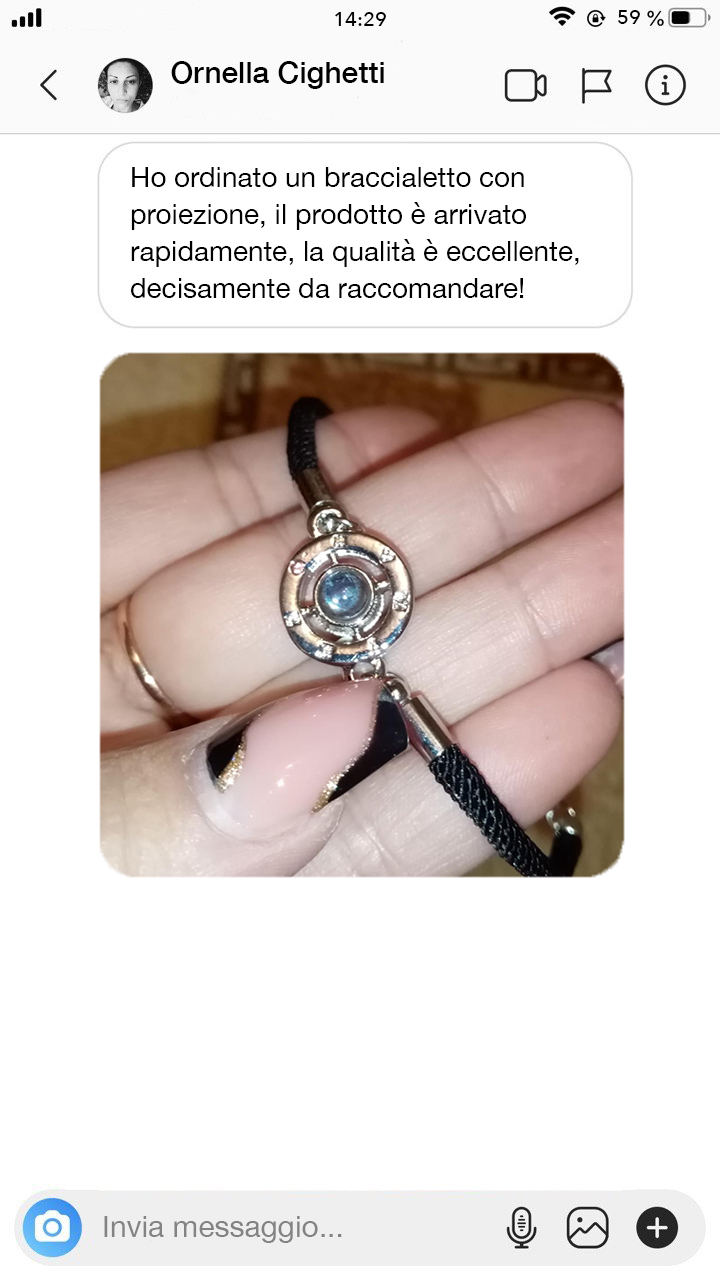 14:29
59 %
Ornella Cighetti
Ho ordinato un braccialetto con
proiezione, il prodotto è arrivato
rapidamente, la qualità è eccellente,
decisamente da raccomandare!
Invia messaggio...